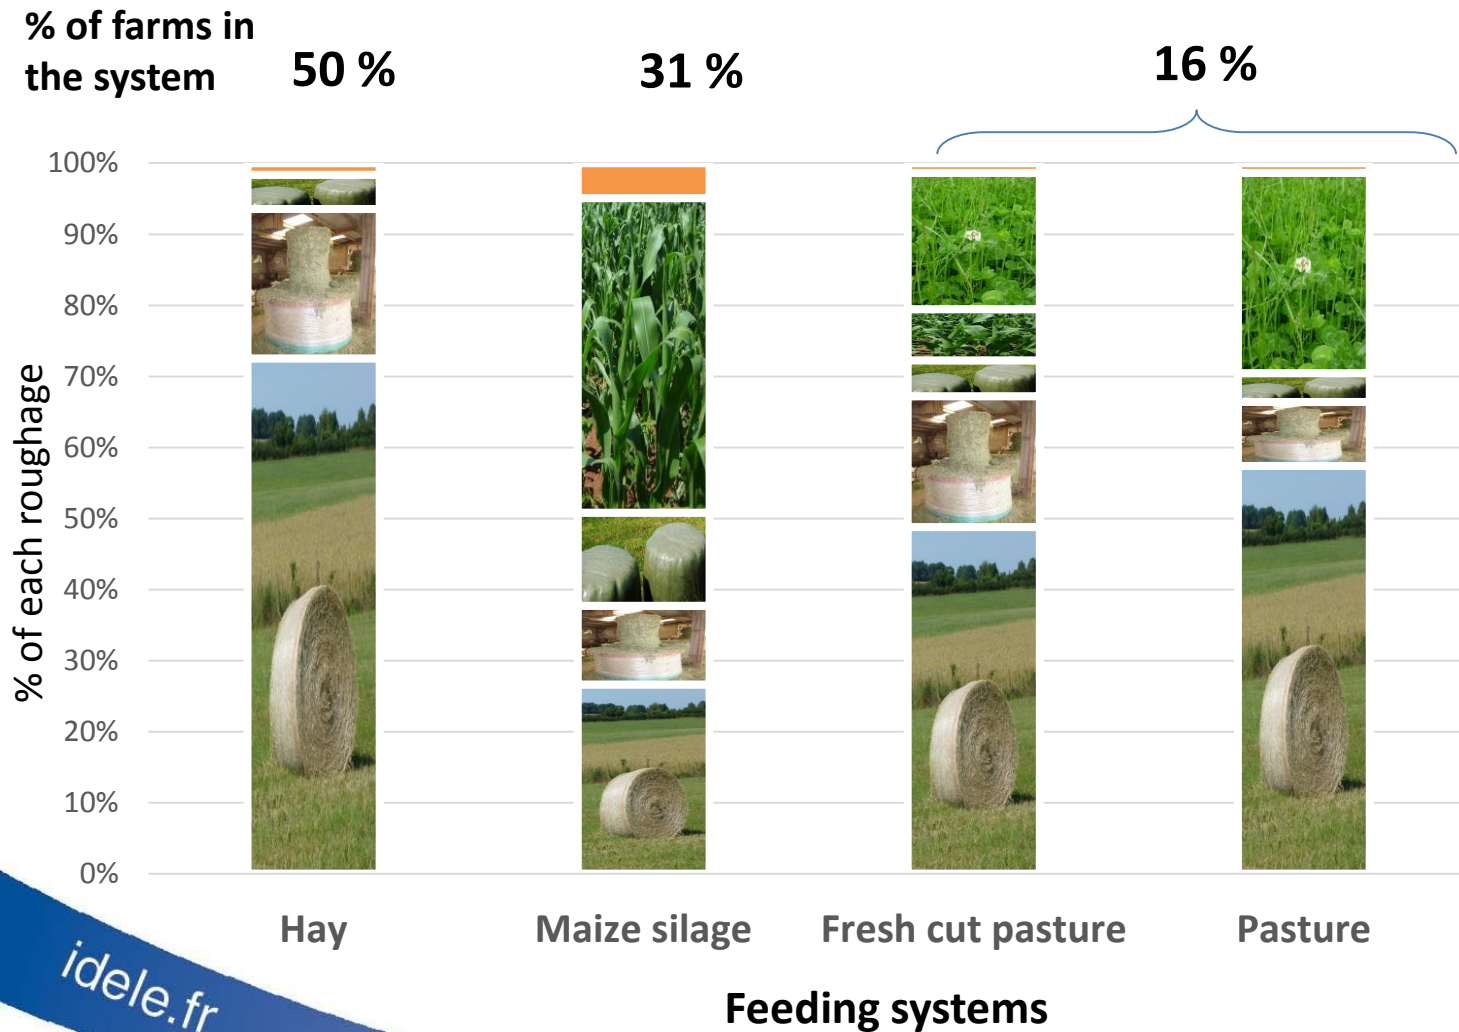 % of farms in
the system
50 %
31 %
16 %
100%
90%
80%
70%
60%
50%
40%
30%
20%
10%
0%
% of each roughage
Hay
Maize silage
Fresh cut pasture
Pasture
Feeding systems
idele.fr